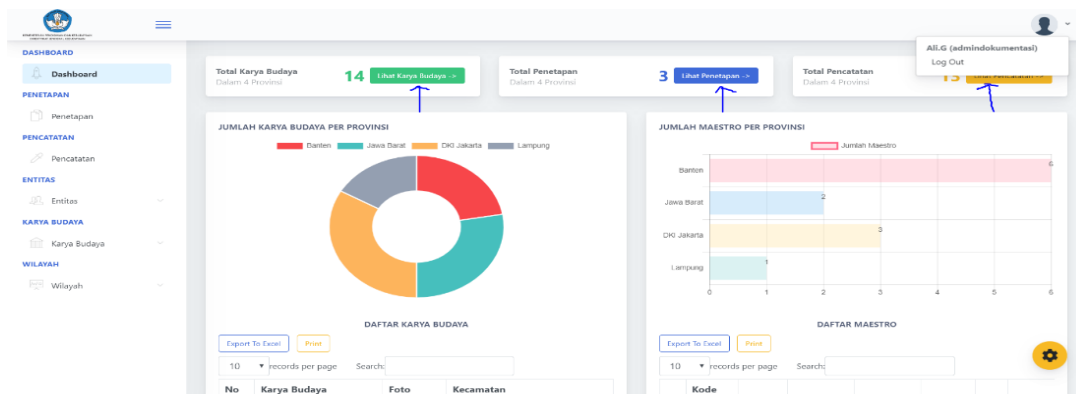 DASHBOARD
Dashboard
PENETAPAN
Penetapan
PENCATATAN
Pencatatan
ENTITAS
Entitas
KARYA BUDAYA
Karya Budaya
WILAYAH
Wilayah
Ali.G (admindokumentasi)
Log Out
Total Karya Budaya
Dalam 4 Provinsi
14
Lihat Karya Budaya ->
Total Penetapan
Dalam 4 Provinsi
3
Lihat Penetapan ->
Total Pencatatan
Dalam 4 Provinsi
Lihat Pencatatan ->
JUMLAH KARYA BUDAYA PER PROVINSI
Banten Jawa Barat DKI Jakarta Lampung
DAFTAR KARYA BUDAYA
Export To Excel Print
10 records per page Search:
No Karya Budaya Foto Kecamatan
JUMLAH MAESTRO PER PROVINSI
Jumlah Maestro
Banten 6
Jawa Barat 2
DKI Jakarta 3
Lampung 1
0 1 2 3 4 5 6
DAFTAR MAESTRO
Export To Excel Print
10 records per page Search:
Kode